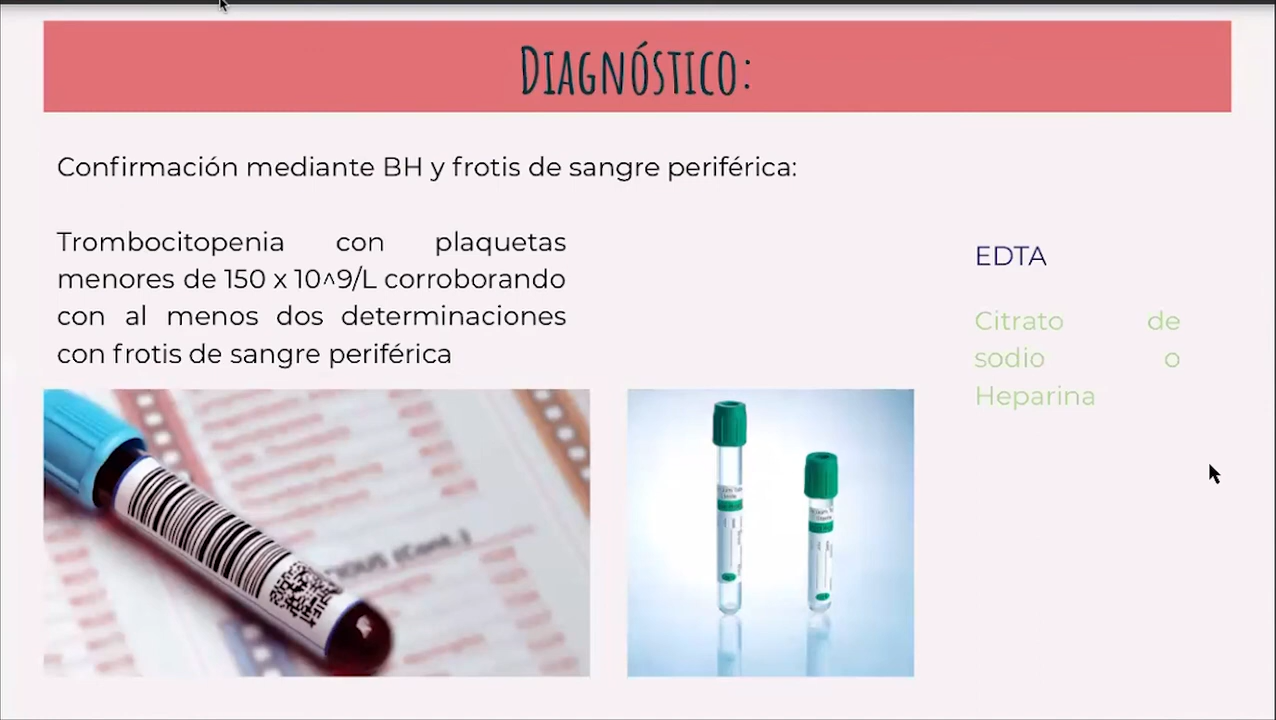 Diagnóstico:
Confirmación mediante BH y frotis de sangre periférica:
Trombocitopenia con plaquetas
menores de 150 x 10^9/L corroborando
con al menos dos determinaciones
con frotis de sangre periférica
EDTA
Citrato de
sodio o
Heparina
(Cont.)